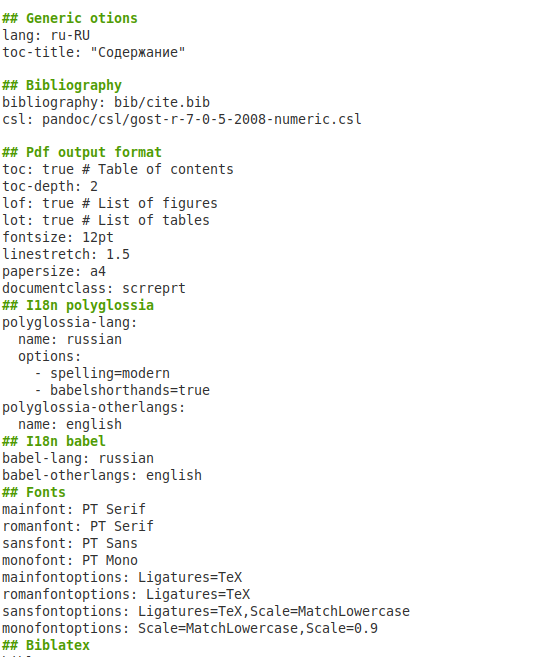 ## Generic otions
lang: ru-RU
toc-title: "Содержание"
## Bibliography
bibliography: bib/cite.bib
csl: pandoc/csl/gost-r-7-0-5-2008-numeric.csl
## Pdf output format
toc: true # Table of contents
toc-depth: 2
lof: true # List of figures
lot: true # List of tables
fontsize: 12pt
linestretch: 1.5
papersize: a4
documentclass: scrreprt
## I18n polyglossia
polyglossia-lang:
  name: russian
  options:
    - spelling=modern
    - babelshorthands=true
polyglossia-otherlangs:
  name: english
## I18n babel
babel-lang: russian
babel-otherlangs: english
## Fonts
mainfont: PT Serif
romanfont: PT Serif
sansfont: PT Sans
monofont: PT Mono
mainfontoptions: Ligatures=TeX
romanfontoptions: Ligatures=TeX
sansfontoptions: Ligatures=TeX,Scale=MatchLowercase
monofontoptions: Scale=MatchLowercase,Scale=0.9
## Biblatex